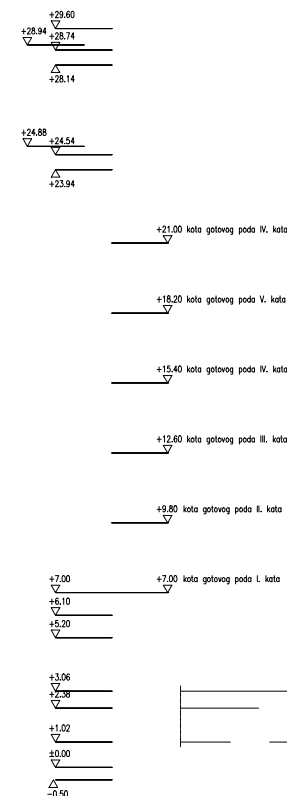 +29.60
+28.94
+28.74
+28.14
+24.88
+24.54
+23.94
+21.00 kota gotovog poda IV. kata
+18.20 kota gotovog poda V. kata
+15.40 kota gotovog poda IV. kata
+12.60 kota gotovog poda III. kata
+9.80 kota gotovog poda II. kata
+7.00
+7.00 kota gotovog poda I. kata
+6.10
+5.20
+3.06
+2.38
+1.02
±0.00
-0.50